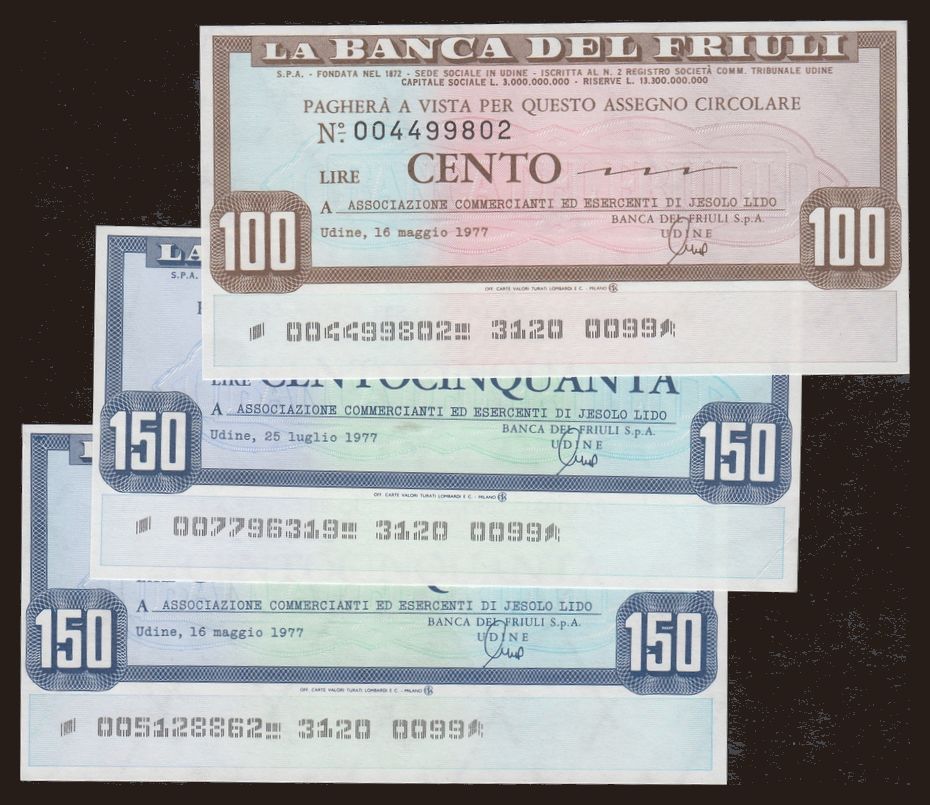 LA BANCA DEL FRIULI
S.P.A. - FONDATA NEL 1872 - SEDE SOCIALE IN UDINE - ISCRITTA AL N. 2 REGISTRO SOCIETÀ COMM. TRIBUNALE UDINE
CAPITALE SOCIALE L. 3.000.000.000 - RISERVE L. 13.300.000.000
PAGHERÀ A VISTA PER QUESTO ASSEGNO CIRCOLARE
Nº 004499802
LIRE CENTO
A ASSOCIAZIONE COMMERCIANTI ED ESERCENTI DI JESOLO LIDO
BANCA DEL FRIULI S.p.A.
Udine, 16 maggio 1977 UDINE
100 100
OFF. CARTE VALORI TURATI LOMBARDI E C. - MILANO
004499802 3120 0099
LA
S.P.A.
LIRE CENTOCINQUANTA
A ASSOCIAZIONE COMMERCIANTI ED ESERCENTI DI JESOLO LIDO
BANCA DEL FRIULI S.p.A.
Udine, 25 luglio 1977 UDINE
150 150
OFF. CARTE VALORI TURATI LOMBARDI E C. - MILANO
007796319 3120 0099
A ASSOCIAZIONE COMMERCIANTI ED ESERCENTI DI JESOLO LIDO
BANCA DEL FRIULI S.p.A.
Udine, 16 maggio 1977 UDINE
150 150
OFF. CARTE VALORI TURATI LOMBARDI E C. - MILANO
005128862 3120 0099